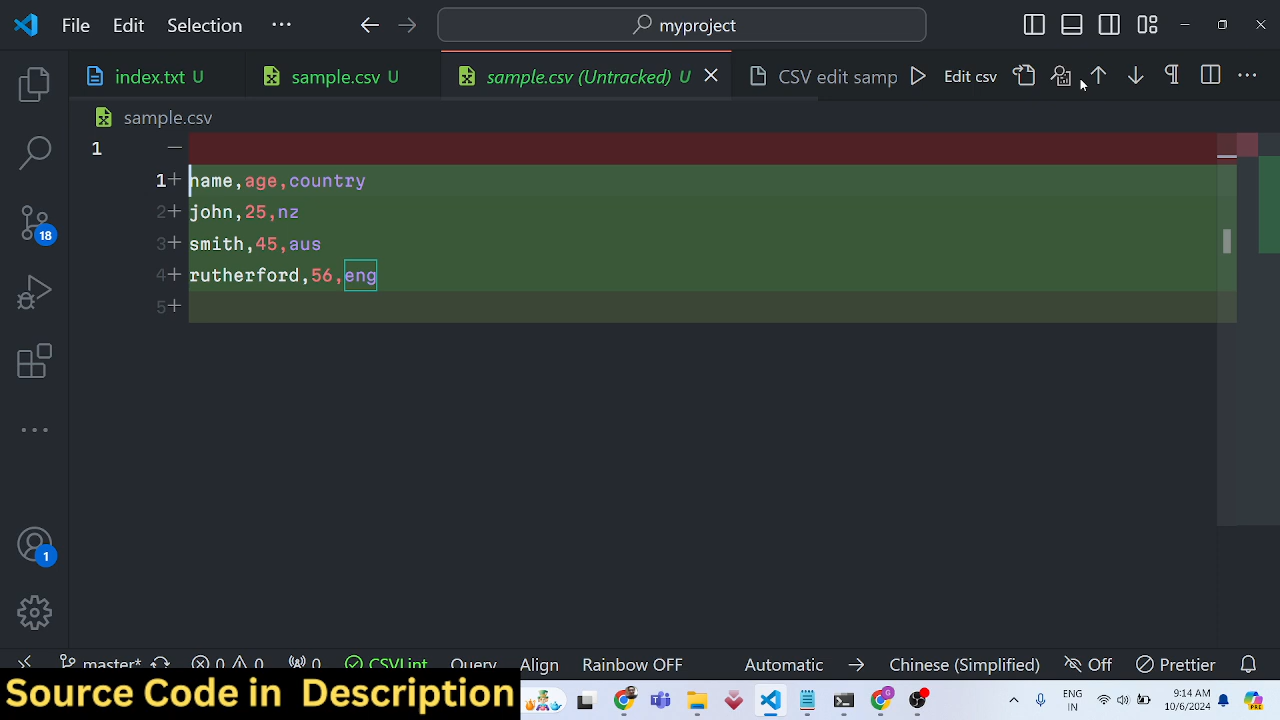 File Edit Selection ··· myproject
index.txt U sample.csv U sample.csv (Untracked) U CSV edit samp Edit csv ···
sample.csv
1 —
1+ name,age,country
2+ john,25,nz
3+ smith,45,aus
4+ rutherford,56,eng
5+
18
1
master* 0 0 0 CSVLint Query Align Rainbow OFF Automatic Chinese (Simplified) Off Prettier
Source Code in Description
ENG
IN
9:14 AM
10/6/2024